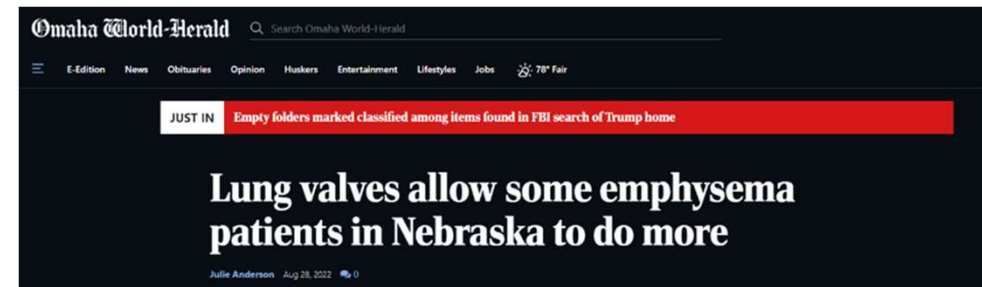 Omaha World-Herald Search Omaha World-Herald
E-Edition News Obituaries Opinion Huskers Entertainment Lifestyles Jobs 78° Fair
JUST IN Empty folders marked classified among items found in FBI search of Trump home
Lung valves allow some emphysema
patients in Nebraska to do more
Julie Anderson Aug 28, 2022 0